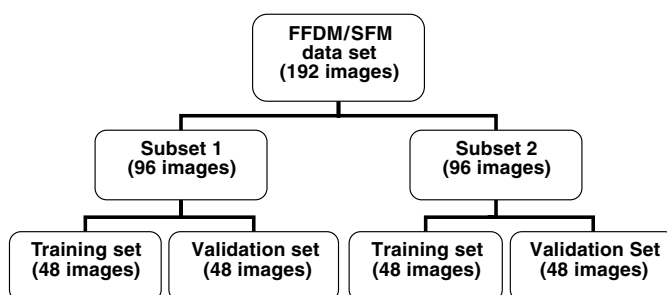 FFDM/SFM
data set
(192 images)
Subset 1
(96 images)
Subset 2
(96 images)
Training set
(48 images)
Validation set
(48 images)
Training set
(48 images)
Validation Set
(48 images)